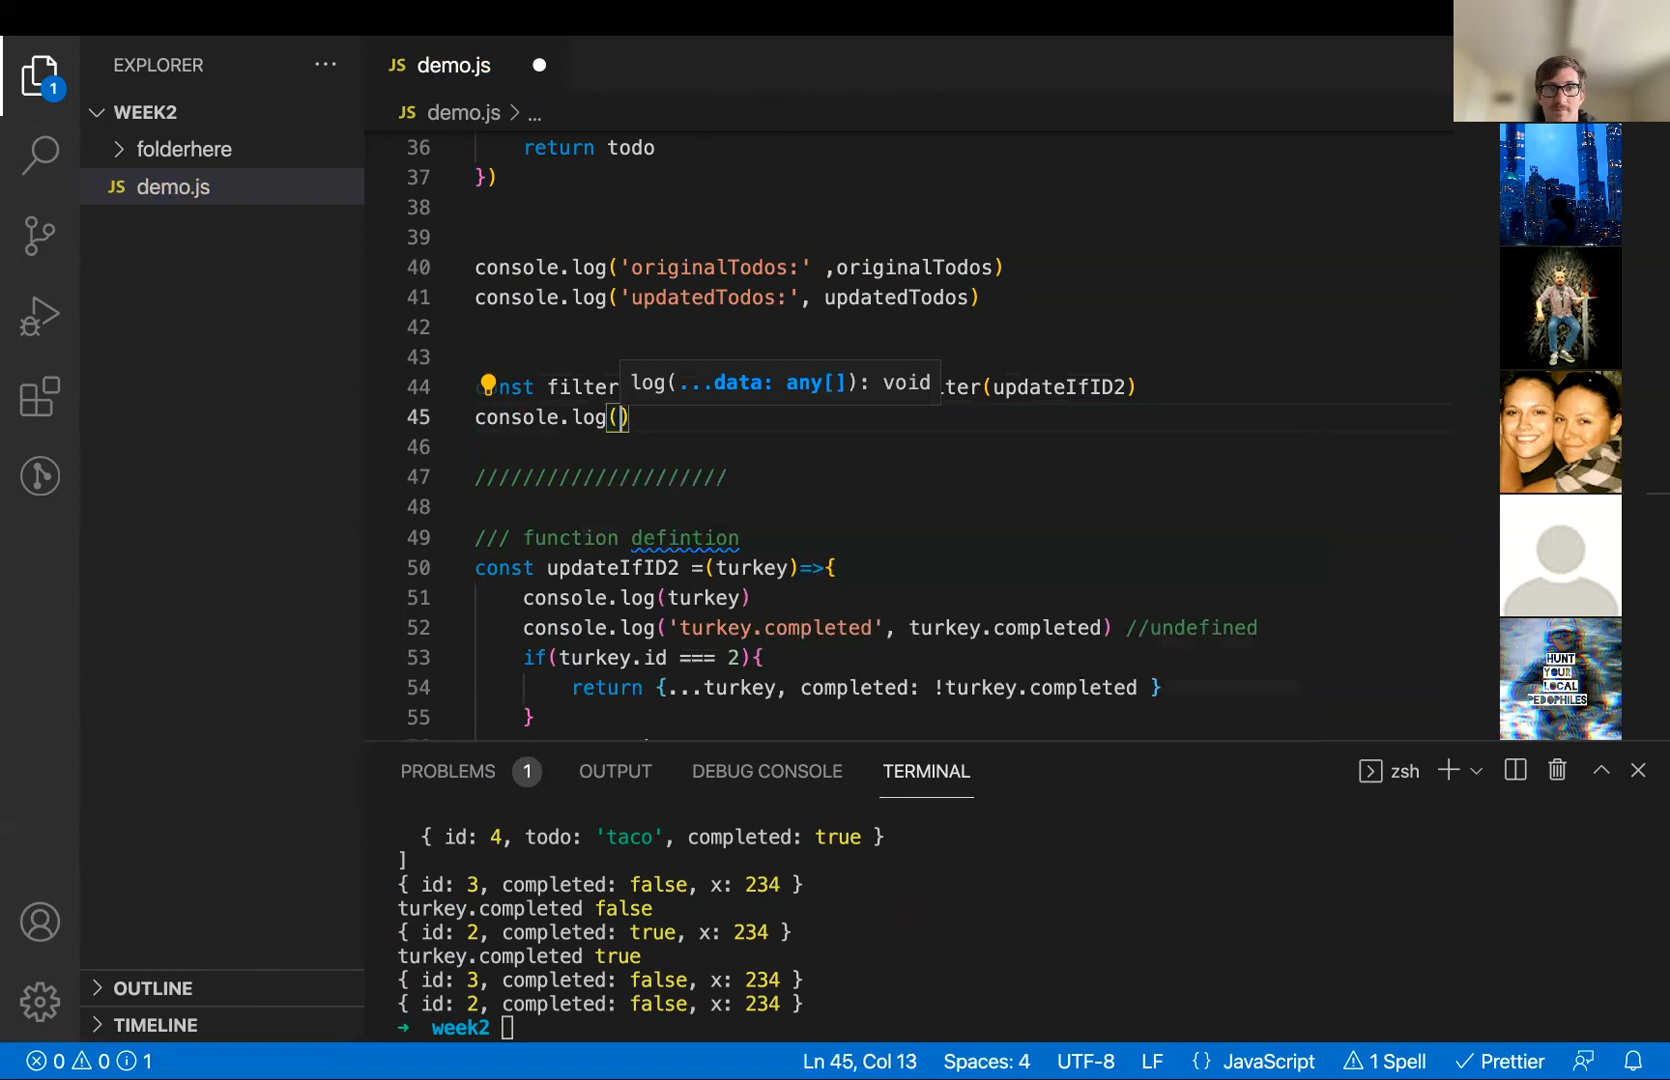 EXPLORER ···
JS demo.js
1
WEEK2
JS demo.js > ...
folderhere
JS demo.js
36 return todo
37 })
38
39
40 console.log('originalTodos:' ,originalTodos)
41 console.log('updatedTodos:', updatedTodos)
42
43
log(...data: any[]): void
44 const filter ter(updateIfID2)
45 console.log()
46
47 /////////////////////
48
49 /// function defintion
50 const updateIfID2 =(turkey)=>{
51 console.log(turkey)
52 console.log('turkey.completed', turkey.completed) //undefined
53 if(turkey.id === 2){
54 return {...turkey, completed: !turkey.completed }
55 }
HUNT
YOUR
LOCAL
PEDOPHILES
PROBLEMS 1 OUTPUT DEBUG CONSOLE TERMINAL zsh
{ id: 4, todo: 'taco', completed: true }
]
{ id: 3, completed: false, x: 234 }
turkey.completed false
{ id: 2, completed: true, x: 234 }
turkey.completed true
{ id: 3, completed: false, x: 234 }
{ id: 2, completed: false, x: 234 }
→ week2
OUTLINE
TIMELINE
0 0 1 Ln 45, Col 13 Spaces: 4 UTF-8 LF {} JavaScript 1 Spell ✓ Prettier